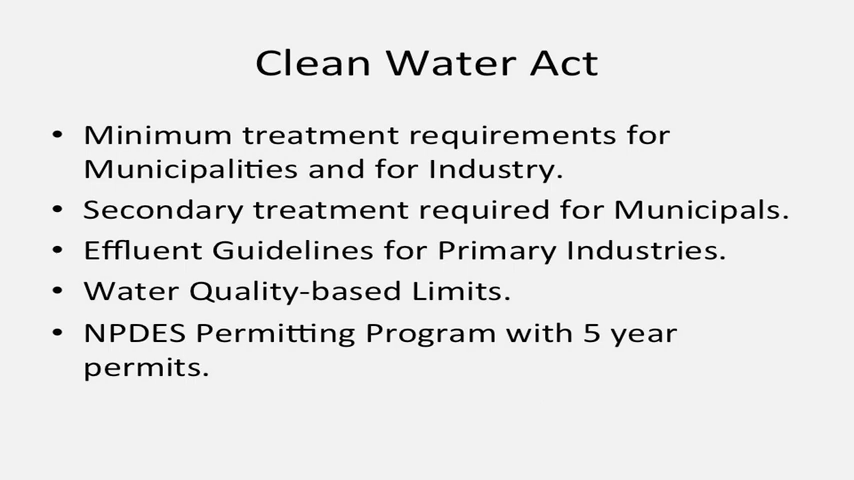 Clean Water Act
• Minimum treatment requirements for
Municipalities and for Industry.
• Secondary treatment required for Municipals.
• Effluent Guidelines for Primary Industries.
• Water Quality-based Limits.
• NPDES Permitting Program with 5 year
permits.